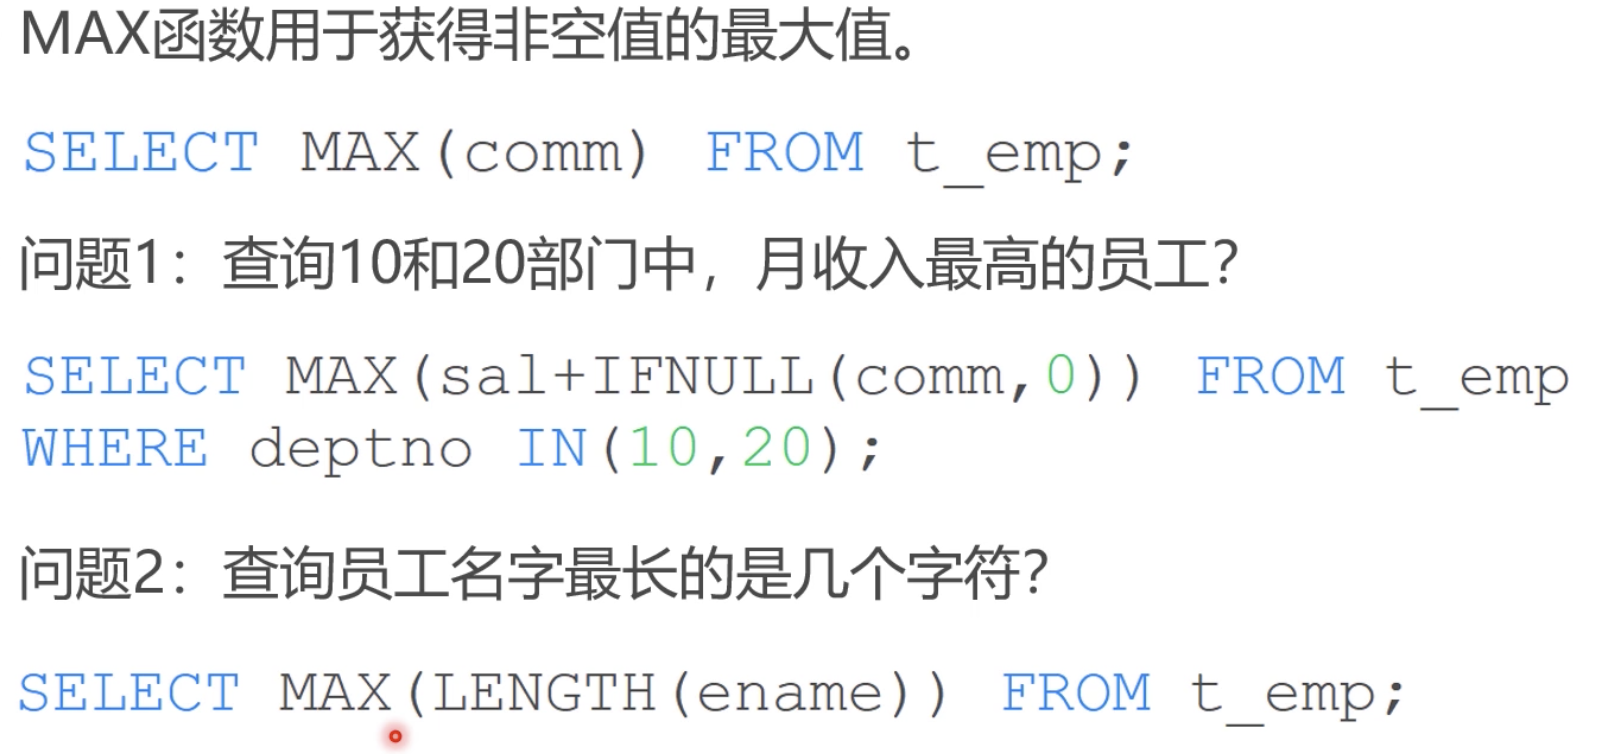 MAX函数用于获得非空值的最大值。
SELECT MAX(comm) FROM t_emp;
问题1：查询10和20部门中，月收入最高的员工？
SELECT MAX(sal+IFNULL(comm,0)) FROM t_emp
WHERE deptno IN(10,20);
问题2：查询员工名字最长的是几个字符？
SELECT MAX(LENGTH(ename)) FROM t_emp;